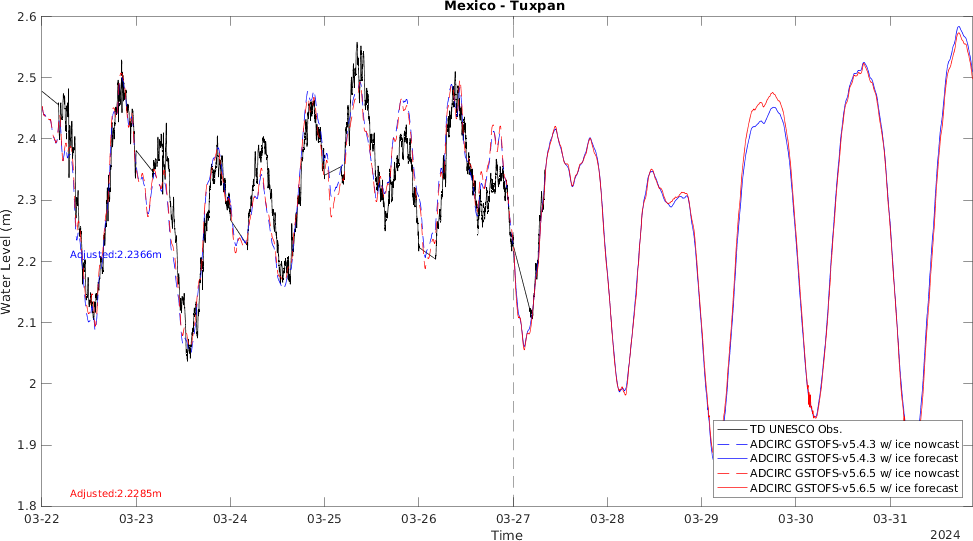 Mexico - Tuxpan
2.6
2.5
2.4
2.3
2.2
2.1
2
1.9
1.8
Water Level (m)
Adjusted:2.2366m
Adjusted:2.2285m
TD UNESCO Obs.
ADCIRC GSTOFS-v5.4.3 w/ ice nowcast
ADCIRC GSTOFS-v5.4.3 w/ ice forecast
ADCIRC GSTOFS-v5.6.5 w/ ice nowcast
ADCIRC GSTOFS-v5.6.5 w/ ice forecast
03-22 03-23 03-24 03-25 03-26 03-27 03-28 03-29 03-30 03-31
Time
2024